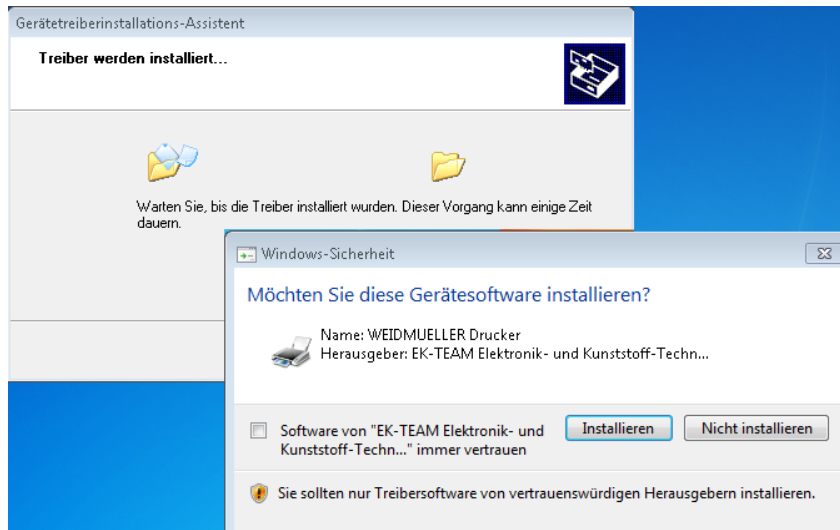 Gerätetreiberinstallations-Assistent
Treiber werden installiert...
Warten Sie, bis die Treiber installiert wurden. Dieser Vorgang kann einige Zeit
dauern.
Windows-Sicherheit
Möchten Sie diese Gerätesoftware installieren?
Name: WEIDMUELLER Drucker
Herausgeber: EK-TEAM Elektronik- und Kunststoff-Techn...
Software von "EK-TEAM Elektronik- und
Kunststoff-Techn..." immer vertrauen
Installieren
Nicht installieren
Sie sollten nur Treibersoftware von vertrauenswürdigen Herausgebern installieren.